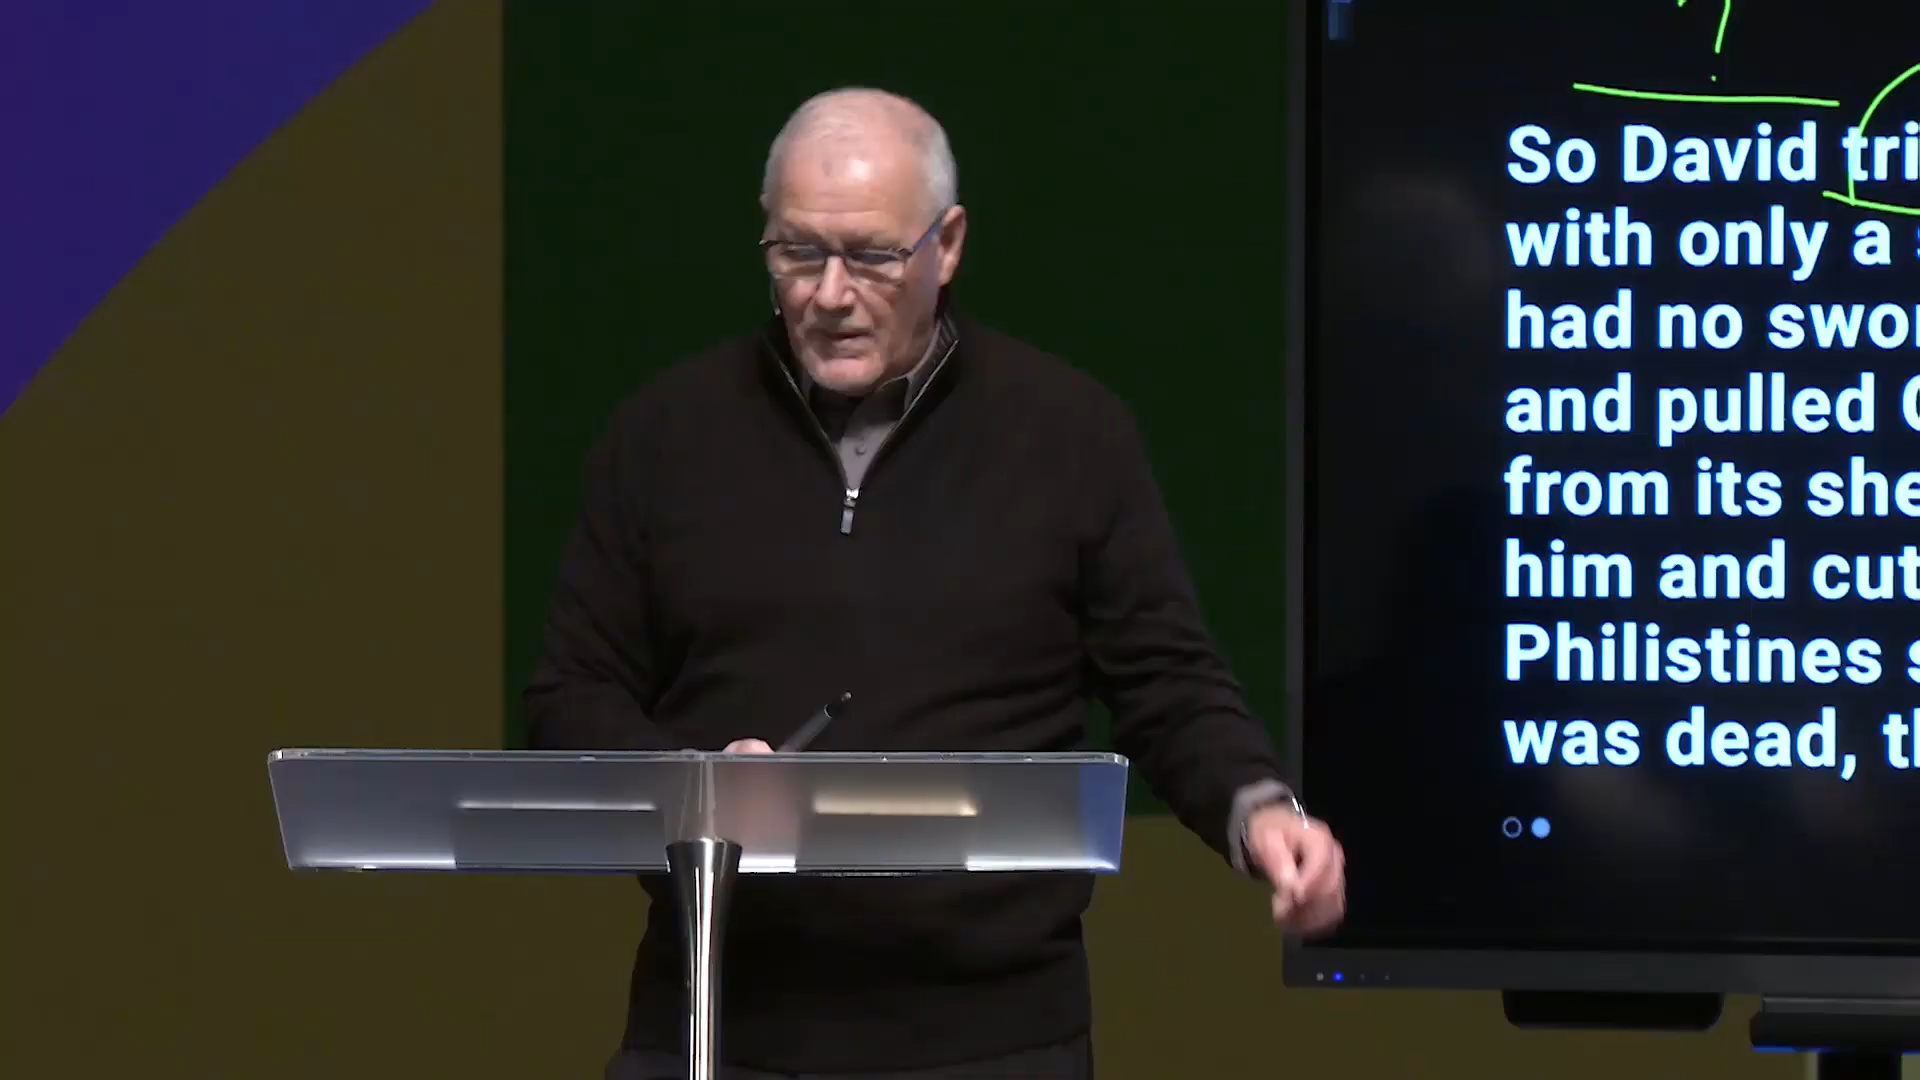 So David tri
with only a
had no swor
and pulled
from its she
him and cut
Philistines s
was dead, th